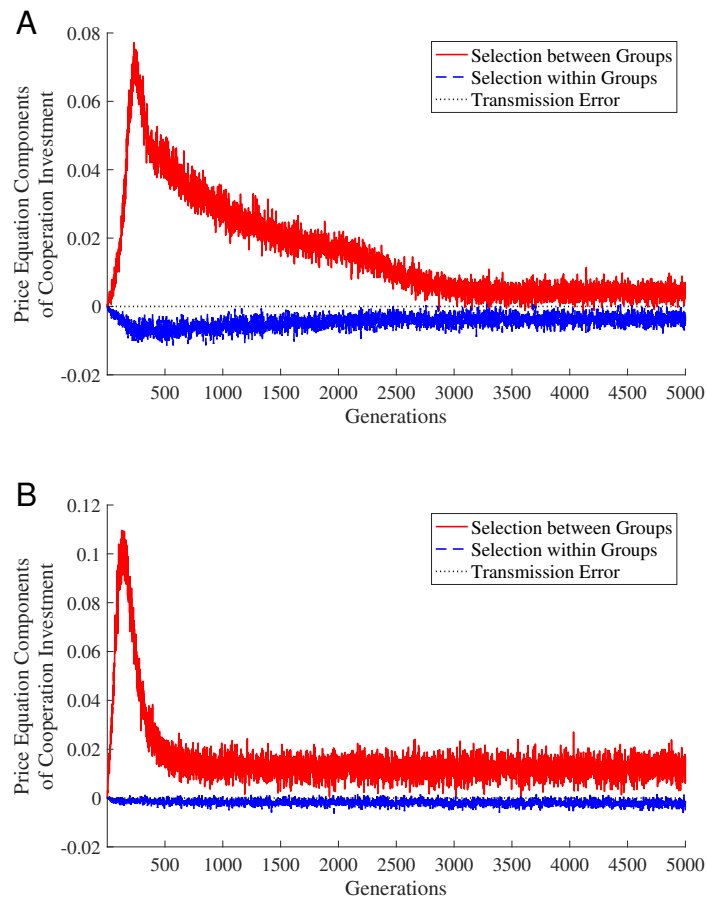 A
0.08
0.06
0.04
0.02
0
-0.02
Price Equation Components
of Cooperation Investment
Selection between Groups
Selection within Groups
Transmission Error
500 1000 1500 2000 2500 3000 3500 4000 4500 5000
Generations
B
0.12
0.1
0.08
0.06
0.04
0.02
0
-0.02
Price Equation Components
of Cooperation Investment
Selection between Groups
Selection within Groups
Transmission Error
500 1000 1500 2000 2500 3000 3500 4000 4500 5000
Generations